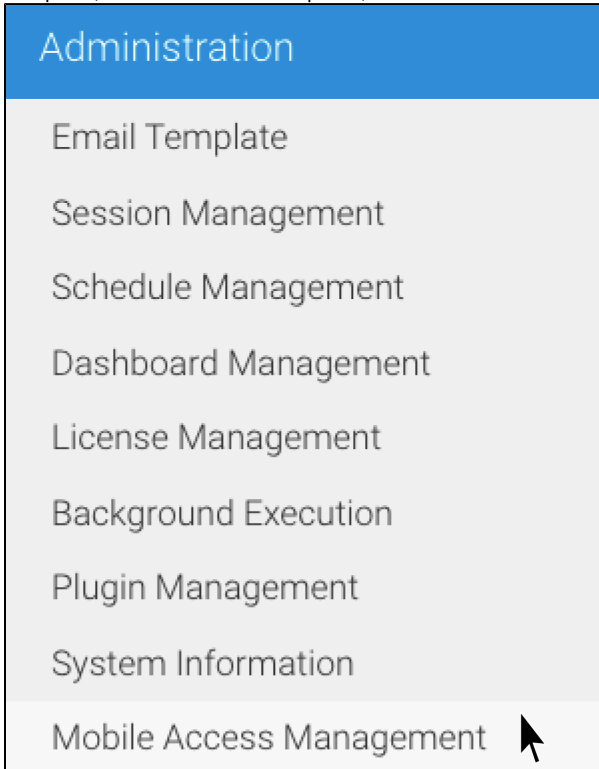 Administration
Email Template
Session Management
Schedule Management
Dashboard Management
License Management
Background Execution
Plugin Management
System Information
Mobile Access Management